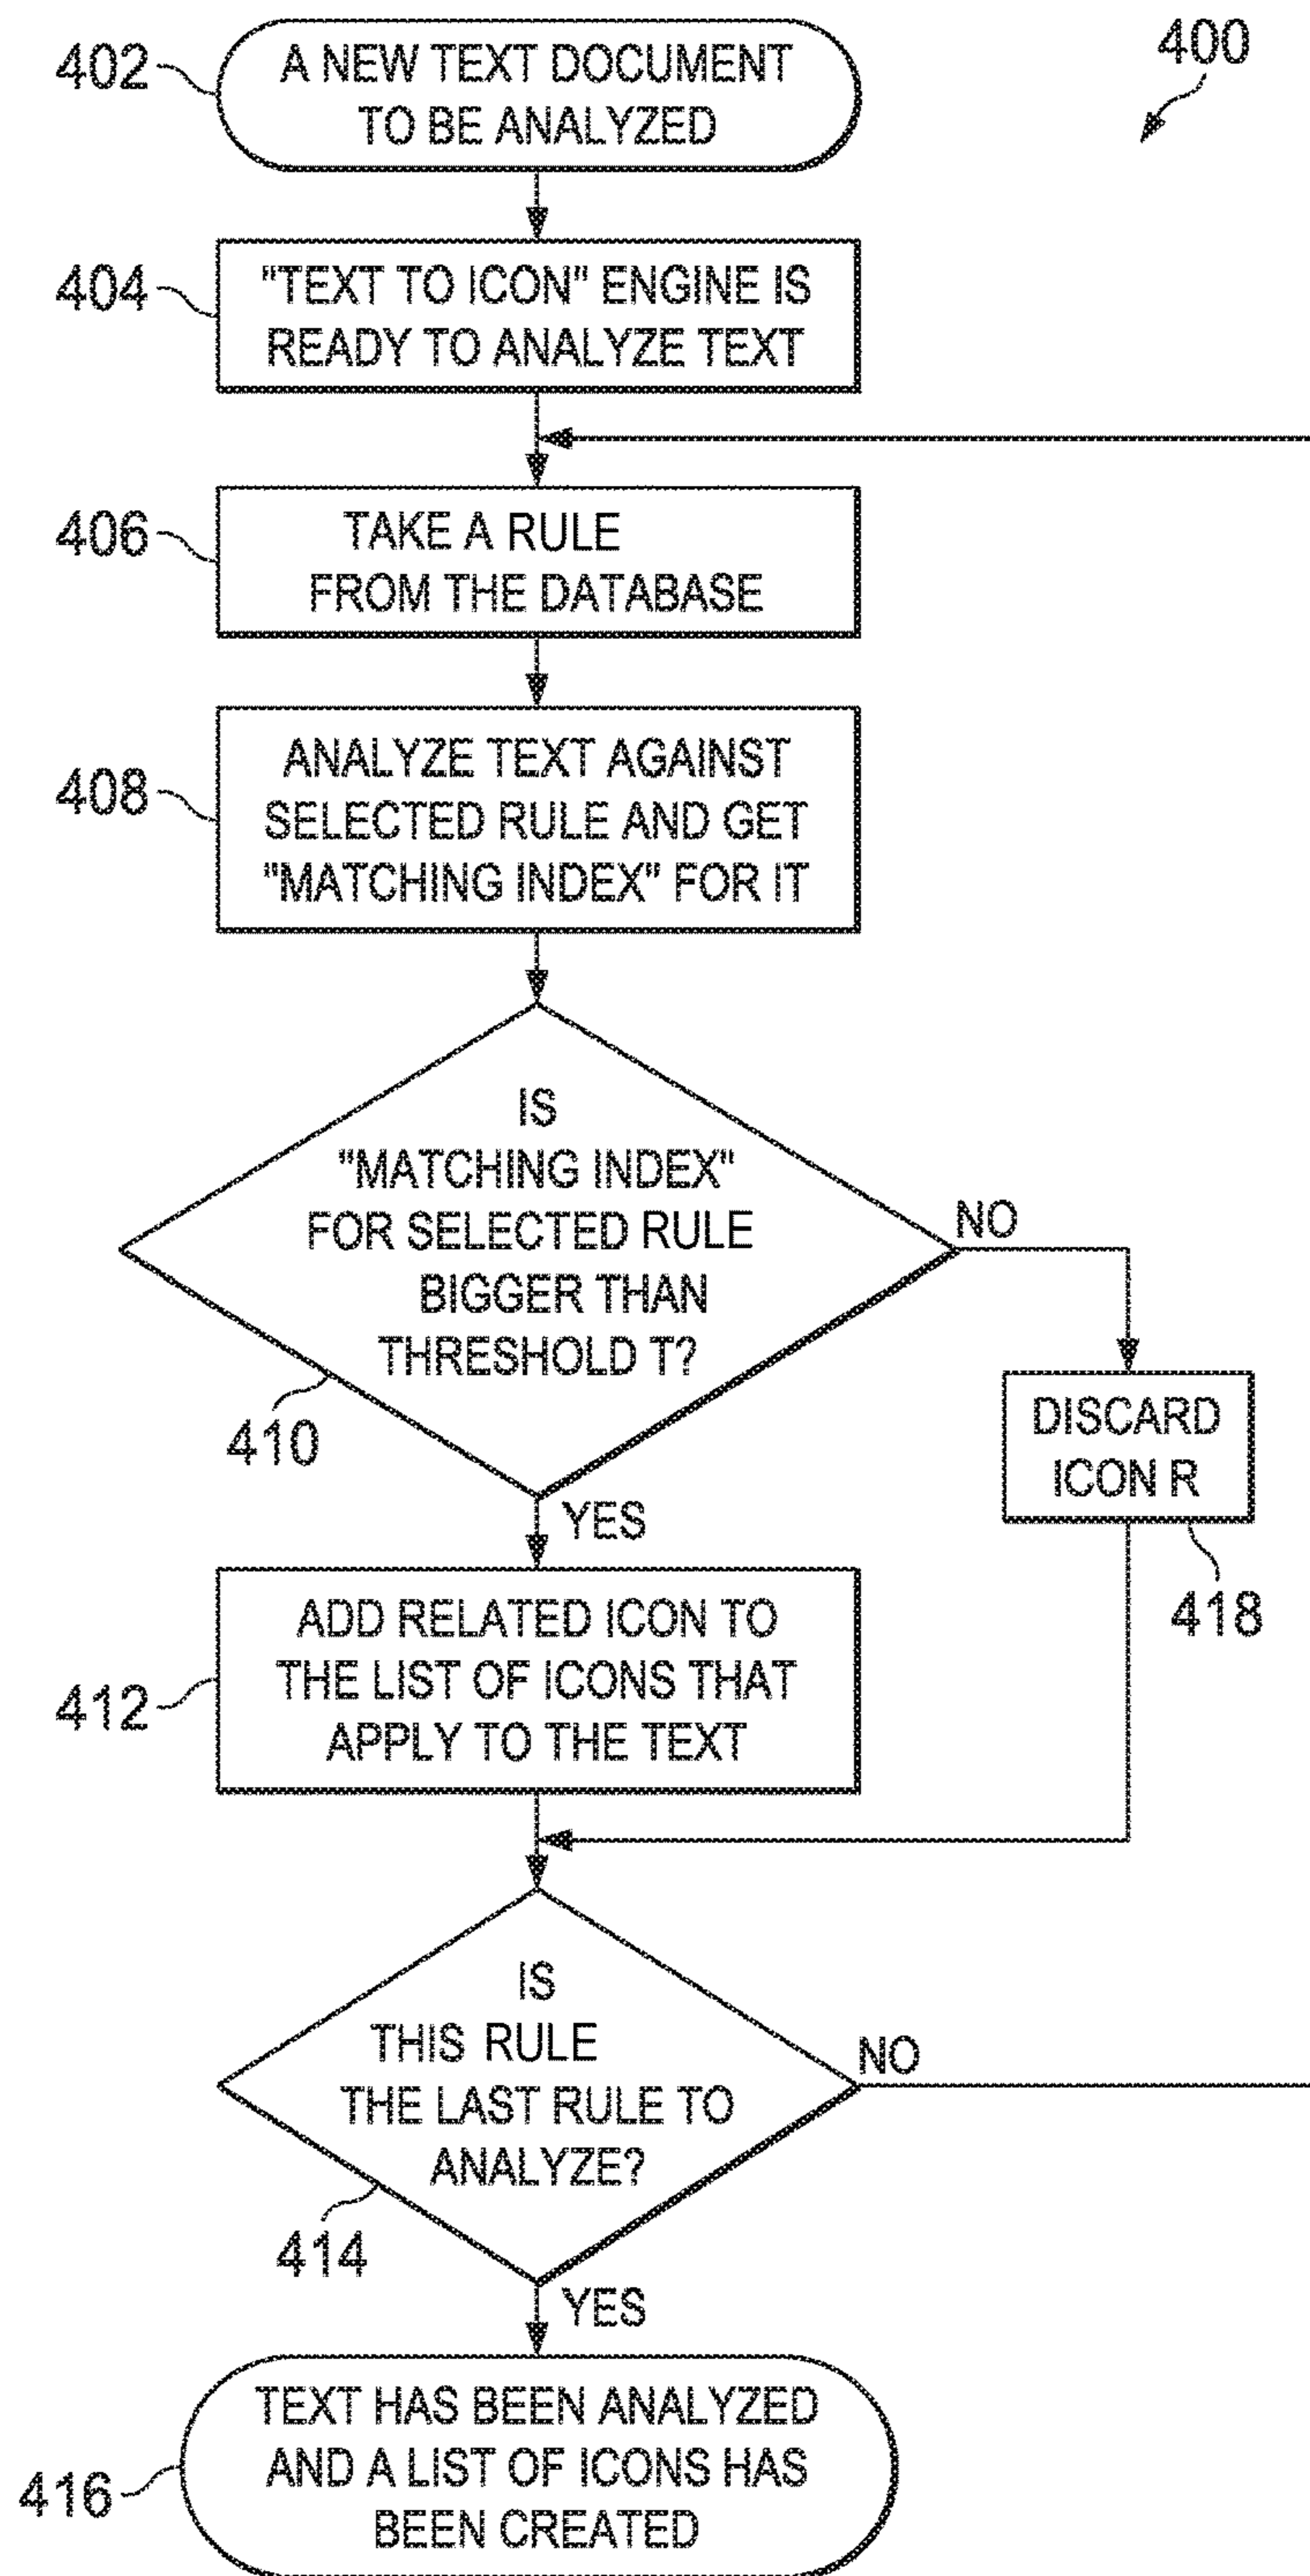 400
402
A NEW TEXT DOCUMENT
TO BE ANALYZED
404
"TEXT TO ICON" ENGINE IS
READY TO ANALYZE TEXT
406
TAKE A RULE
FROM THE DATABASE
408
ANALYZE TEXT AGAINST
SELECTED RULE AND GET
"MATCHING INDEX" FOR IT
IS
"MATCHING INDEX"
FOR SELECTED RULE
BIGGER THAN
THRESHOLD T?
410
NO
DISCARD
ICON R
418
YES
412
ADD RELATED ICON TO
THE LIST OF ICONS THAT
APPLY TO THE TEXT
IS
THIS RULE
THE LAST RULE TO
ANALYZE?
414
NO
YES
416
TEXT HAS BEEN ANALYZED
AND A LIST OF ICONS HAS
BEEN CREATED